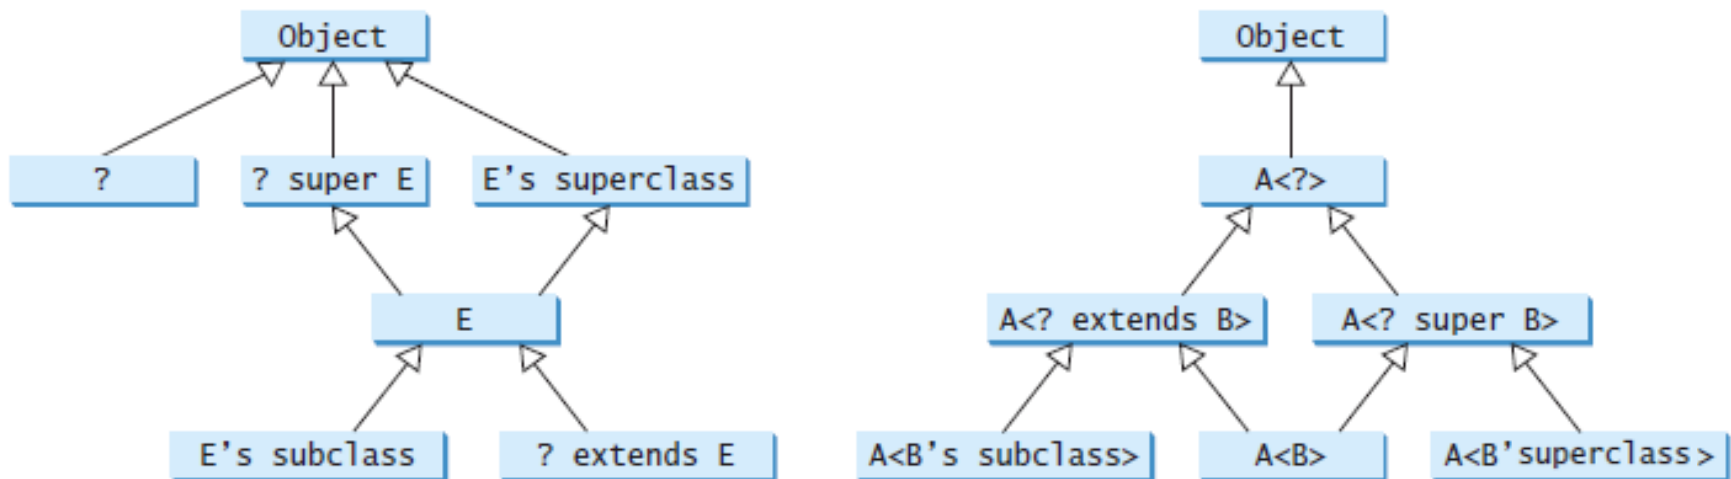 Object
? 
? super E
E’s superclass
E
E’s subclass
? extends E
Object
A<?>
A<? extends B>
A<? super B>
A<B’s subclass>
A<B>
A<B’superclass>